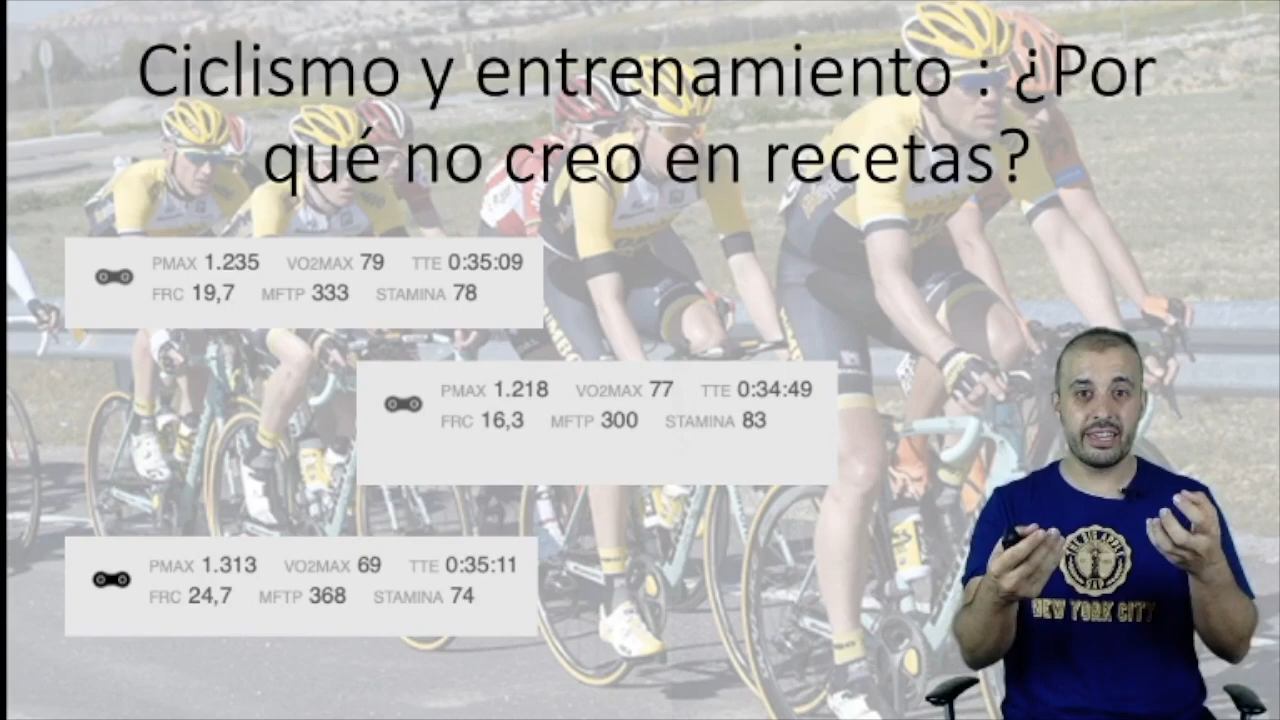 Ciclismo y entrenamiento : ¿Por
qué no creo en recetas?
PMAX 1.235 VO2MAX 79 TTE 0:35:09
FRC 19,7 MFTP 333 STAMINA 78
PMAX 1.218 VO2MAX 77 TTE 0:34:49
FRC 16,3 MFTP 300 STAMINA 83
PMAX 1.313 VO2MAX 69 TTE 0:35:11
FRC 24,7 MFTP 368 STAMINA 74
THE BIG APPLE
NEW YORK CITY